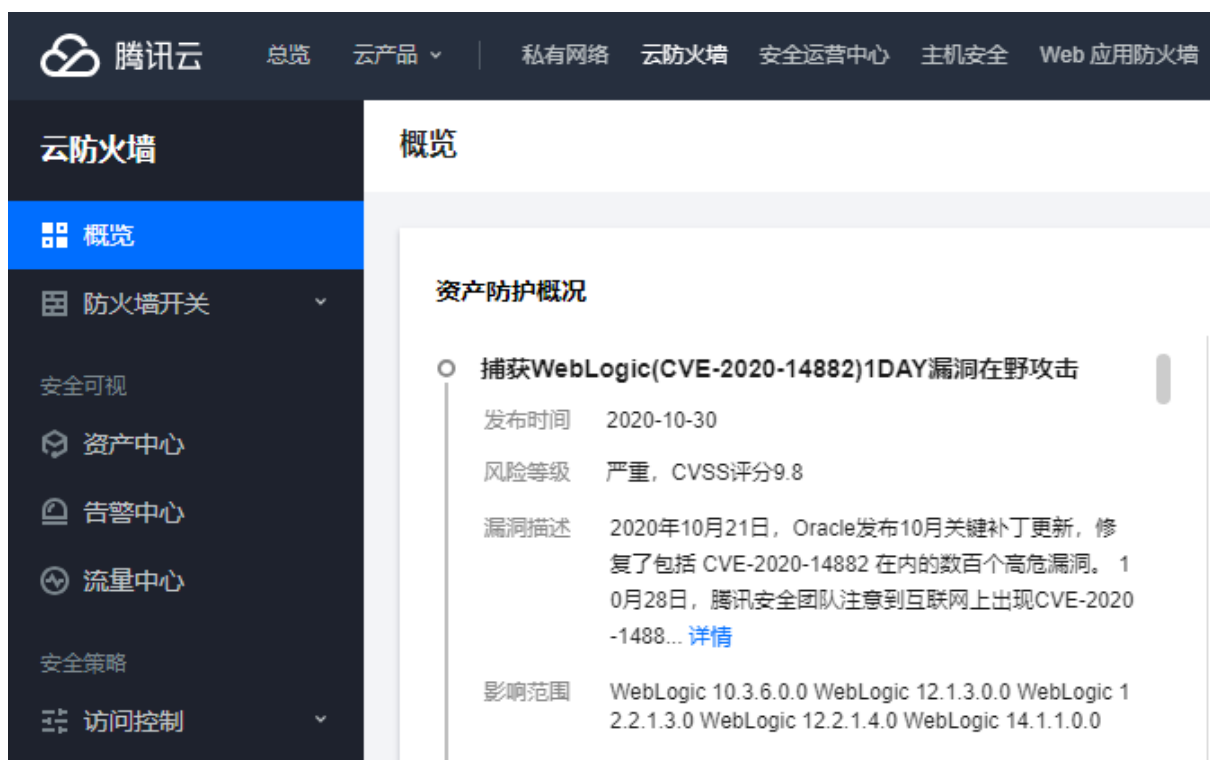 腾讯云 总览 云产品 私有网络 云防火墙 安全运营中心 主机安全 Web 应用防火墙
云防火墙
概览
防火墙开关
安全可视
资产中心
告警中心
流量中心
安全策略
访问控制
概览
资产防护概况
捕获WebLogic(CVE-2020-14882)1DAY漏洞在野攻击
发布时间 2020-10-30
风险等级 严重，CVSS评分9.8
漏洞描述 2020年10月21日，Oracle发布10月关键补丁更新，修
复了包括 CVE-2020-14882 在内的数百个高危漏洞。 1
0月28日，腾讯安全团队注意到互联网上出现CVE-2020
-1488... 详情
影响范围 WebLogic 10.3.6.0.0 WebLogic 12.1.3.0.0 WebLogic 1
2.2.1.3.0 WebLogic 12.2.1.4.0 WebLogic 14.1.1.0.0